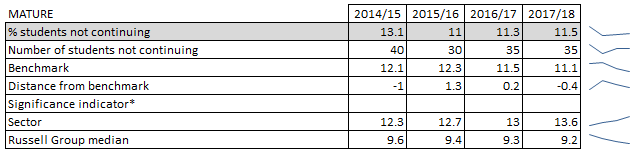 MATURE 2014/15 2015/16 2016/17 2017/18
% students not continuing 13.1 11 11.3 11.5
Number of students not continuing 40 30 35 35
Benchmark 12.1 12.3 11.5 11.1
Distance from benchmark -1 1.3 0.2 -0.4
Significance indicator*
Sector 12.3 12.7 13 13.6
Russell Group median 9.6 9.4 9.3 9.2